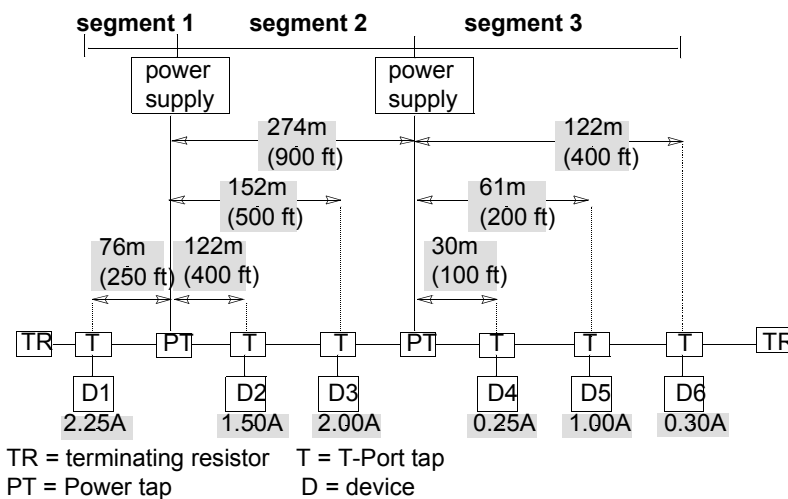 segment 1 segment 2 segment 3
power supply
power supply
274m (900 ft)
122m (400 ft)
152m (500 ft)
61m (200 ft)
76m (250 ft)
122m (400 ft)
30m (100 ft)
TR T PT T T PT T T T TR
D1 D2 D3 D4 D5 D6
2.25A 1.50A 2.00A 0.25A 1.00A 0.30A
TR = terminating resistor T = T-Port tap
PT = Power tap D = device